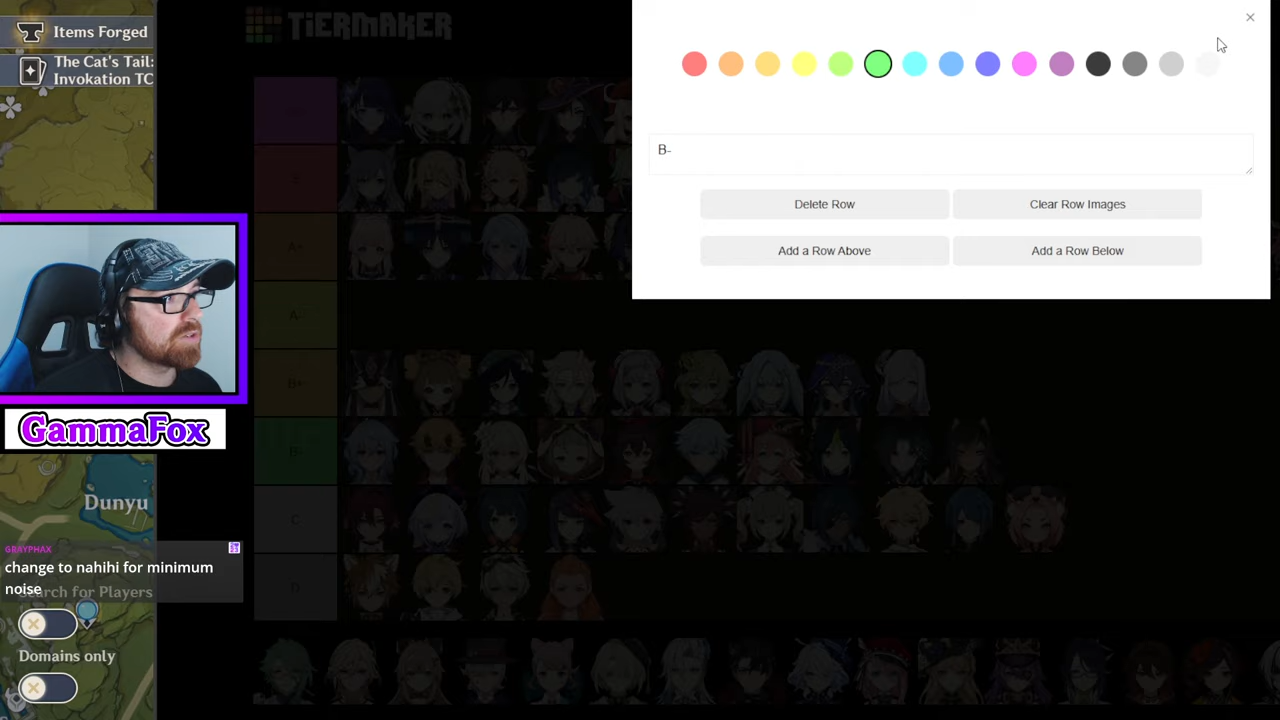 Items Forged
The Cat's Tail:
Invokation TC
TiERMAKER
B-
Delete Row
Clear Row Images
Add a Row Above
Add a Row Below
A+
A-
B+
B-
C
D
GammaFox
Dunyu
GRAYPHAX
change to nahihi for minimum
noise
Search for Players
Domains only